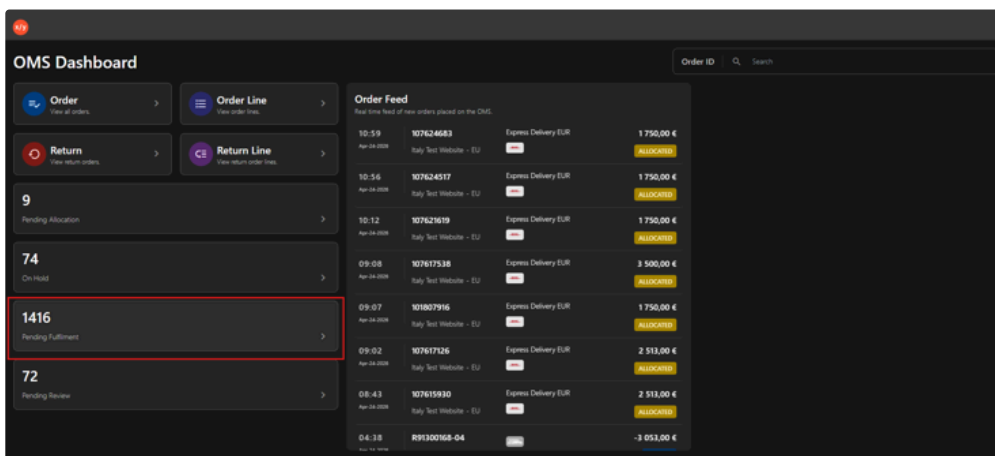 x/y
OMS Dashboard
Order ID
Search
Order
View all orders.
Order Line
View order lines.
Return
View return orders.
Return Line
View return order lines.
9
Pending Allocation
74
On Hold
1416
Pending Fulfilment
72
Pending Review
Order Feed
Real time feed of new orders placed on the OMS.
10:59 107624683 Express Delivery EUR 1 750,00 €
Apr-24-2026 Italy Test Website - EU ALLOCATED
10:56 107624517 Express Delivery EUR 1 750,00 €
Apr-24-2026 Italy Test Website - EU ALLOCATED
10:12 107621619 Express Delivery EUR 1 750,00 €
Apr-24-2026 Italy Test Website - EU ALLOCATED
09:08 107617538 Express Delivery EUR 3 500,00 €
Apr-24-2026 Italy Test Website - EU ALLOCATED
09:07 101807916 Express Delivery EUR 1 750,00 €
Apr-24-2026 Italy Test Website - EU ALLOCATED
09:02 107617126 Express Delivery EUR 2 513,00 €
Apr-24-2026 Italy Test Website - EU ALLOCATED
08:43 107615930 Express Delivery EUR 2 513,00 €
Apr-24-2026 Italy Test Website - EU ALLOCATED
04:38 R91300168-04 -3 053,00 €